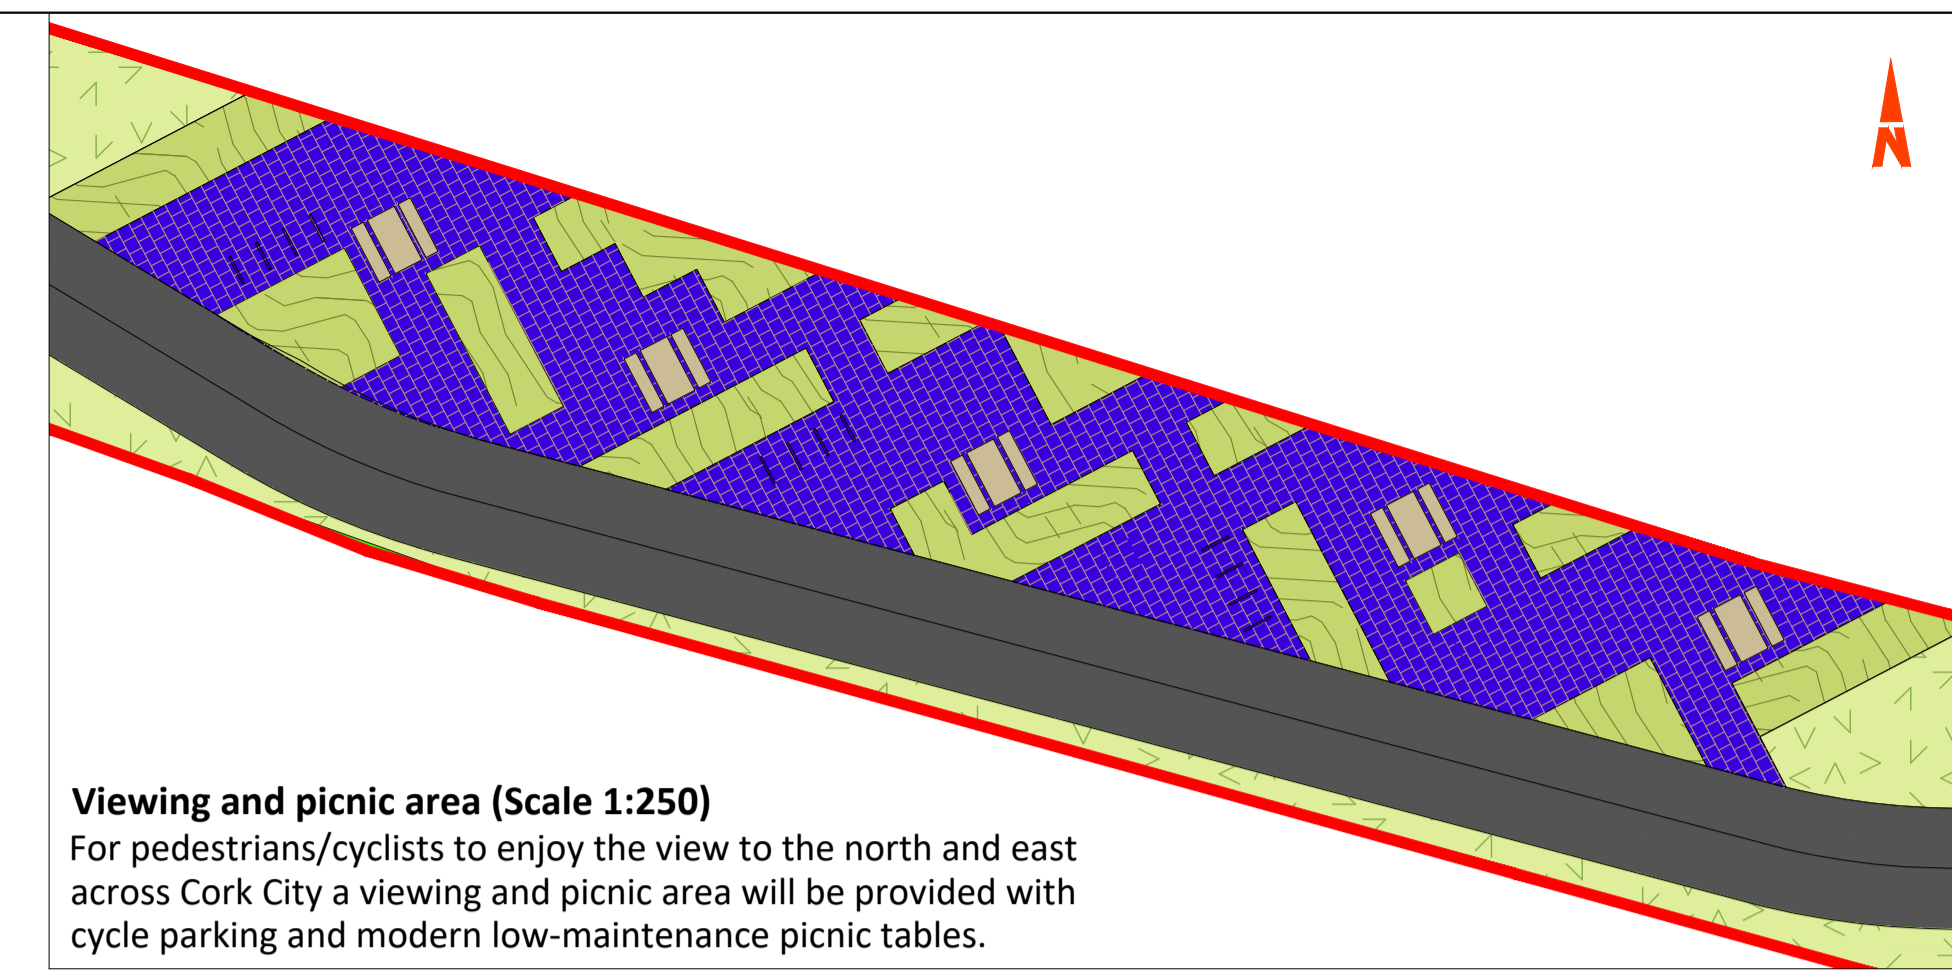 N
Viewing and picnic area (Scale 1:250)
For pedestrians/cyclists to enjoy the view to the north and east
across Cork City a viewing and picnic area will be provided with
cycle parking and modern low-maintenance picnic tables.